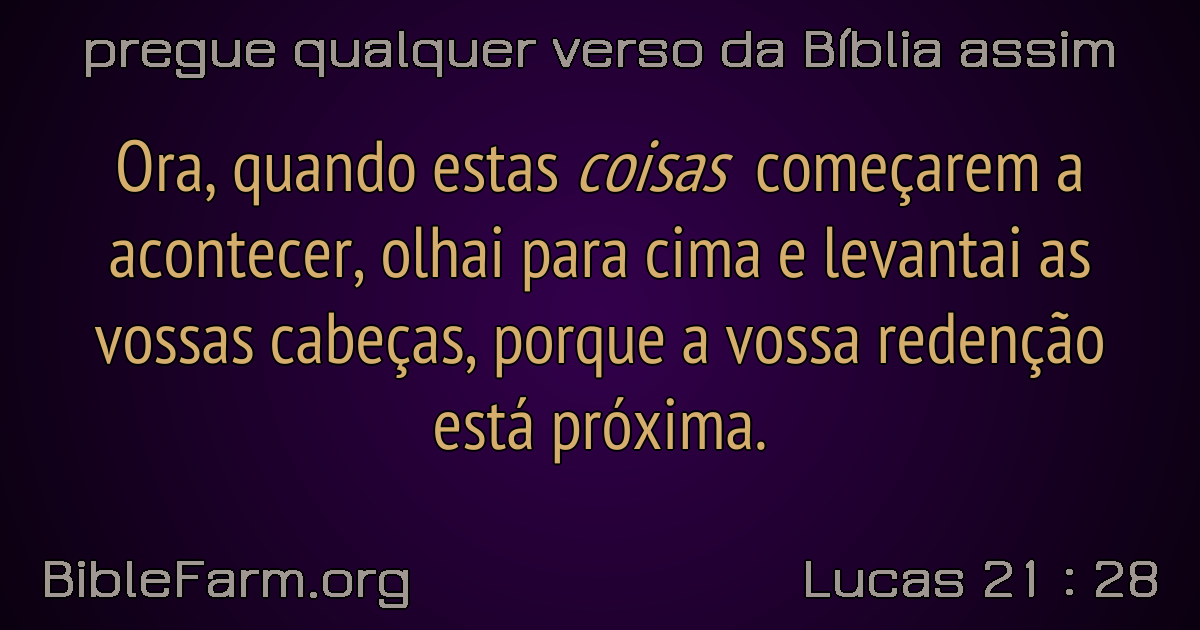 pregue qualquer verso da Bíblia assim
Ora, quando estas coisas começarem a
acontecer, olhai para cima e levantai as
vossas cabeças, porque a vossa redenção
está próxima.
BibleFarm.org
Lucas 21 : 28